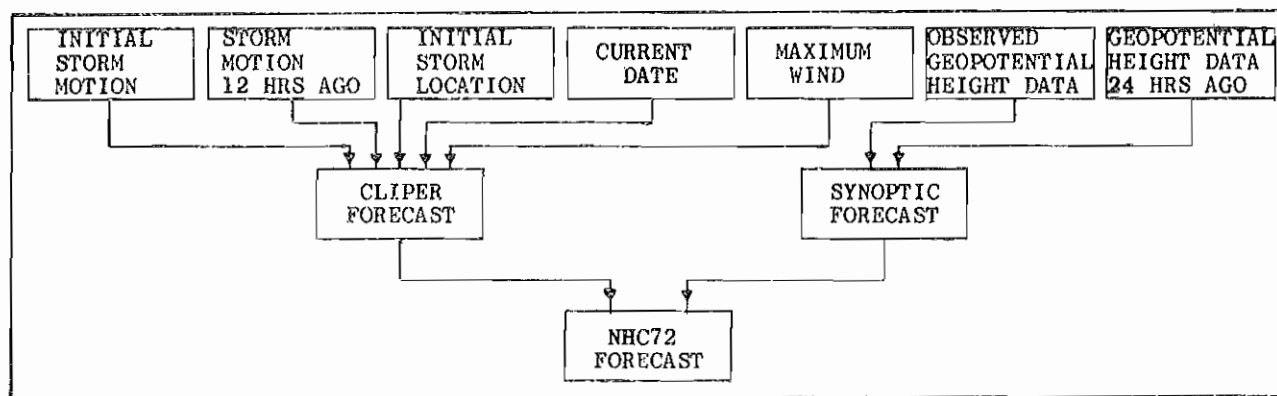 INITIAL
STORM
MOTION
STORM
MOTION
12 HRS AGO
INITIAL
STORM
LOCATION
CURRENT
DATE
MAXIMUM
WIND
OBSERVED
GEOPOTENTIAL
HEIGHT DATA
GEOPOTENTIAL
HEIGHT DATA
24 HRS AGO
CLIPER
FORECAST
SYNOPTIC
FORECAST
NHC72
FORECAST